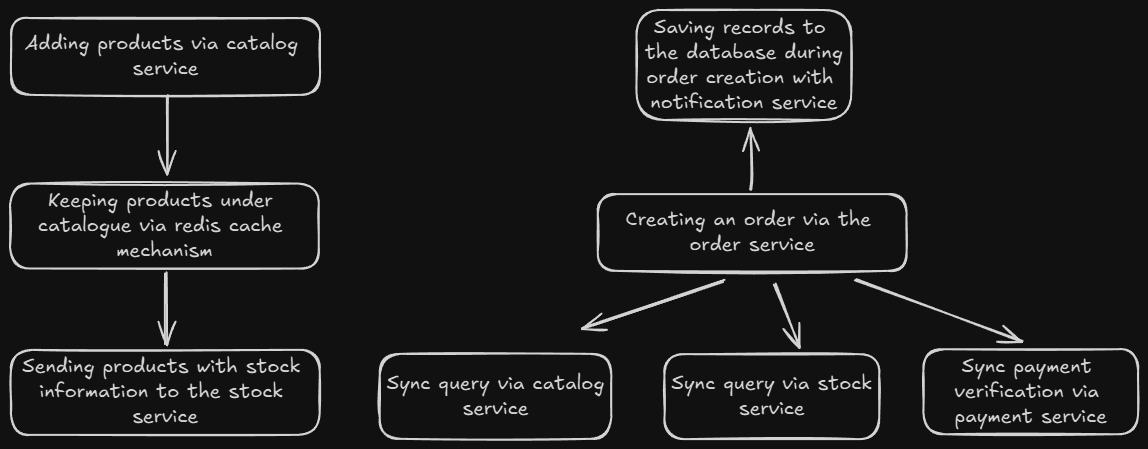 Adding products via catalog
service
Keeping products under
catalogue via redis cache
mechanism
Sending products with stock
information to the stock
service
Saving records to
the database during
order creation with
notification service
Creating an order via the
order service
Sync query via catalog
service
Sync query via stock
service
Sync payment
verification via
payment service